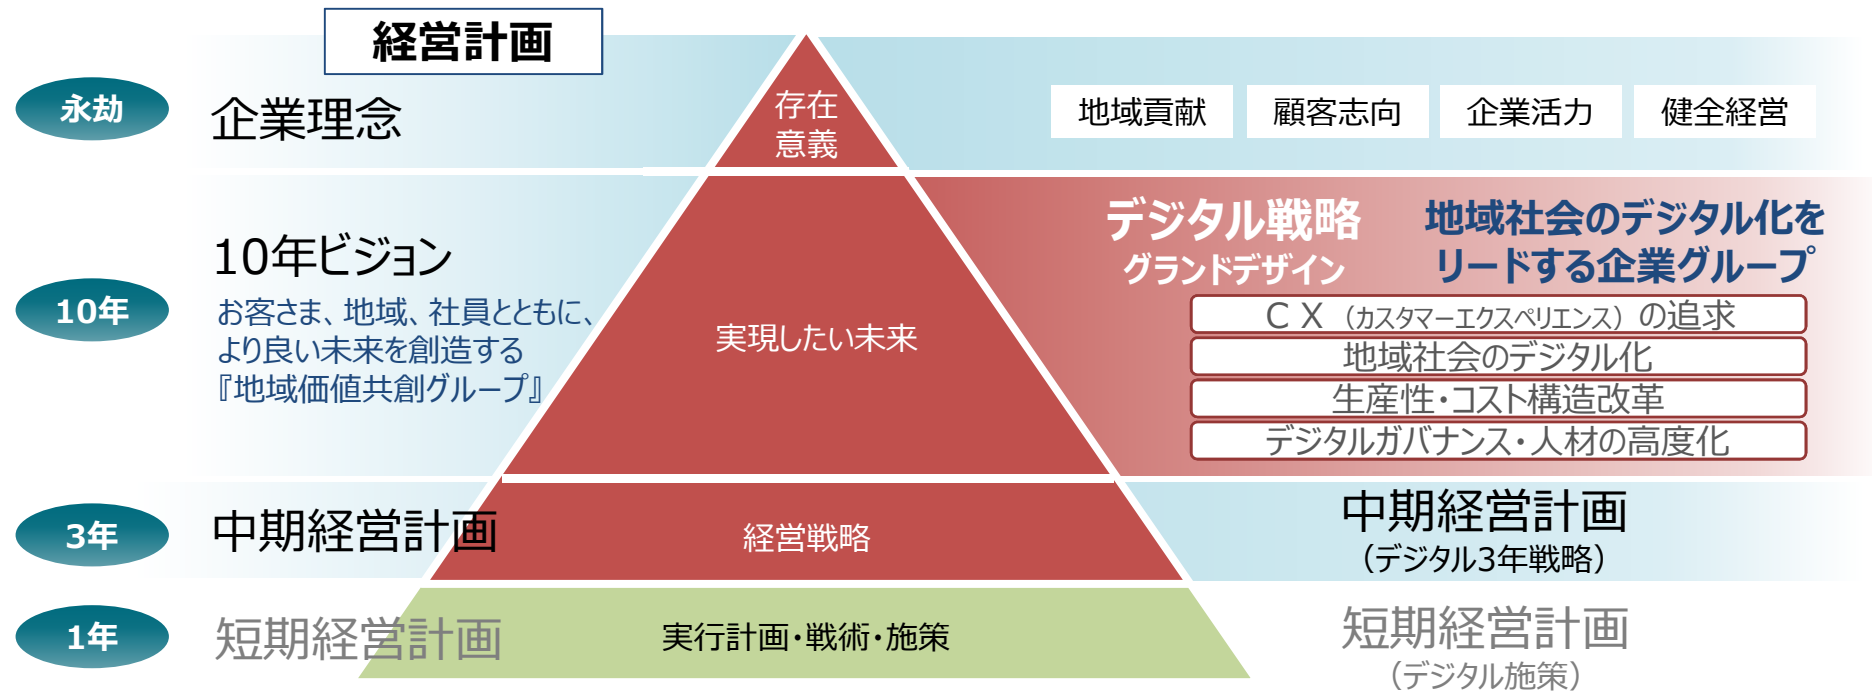 経営計画
永劫
企業理念
存在
意義
地域貢献
顧客志向
企業活力
健全経営
10年
10年ビジョン
お客さま、地域、社員とともに、
より良い未来を創造する
『地域価値共創グループ』
実現したい未来
デジタル戦略
グランドデザイン
地域社会のデジタル化を
リードする企業グループ
ＣＸ（カスタマーエクスペリエンス）の追求
地域社会のデジタル化
生産性・コスト構造改革
デジタルガバナンス・人材の高度化
3年
中期経営計画
経営戦略
中期経営計画
（デジタル3年戦略）
1年
短期経営計画
実行計画・戦術・施策
短期経営計画
（デジタル施策）